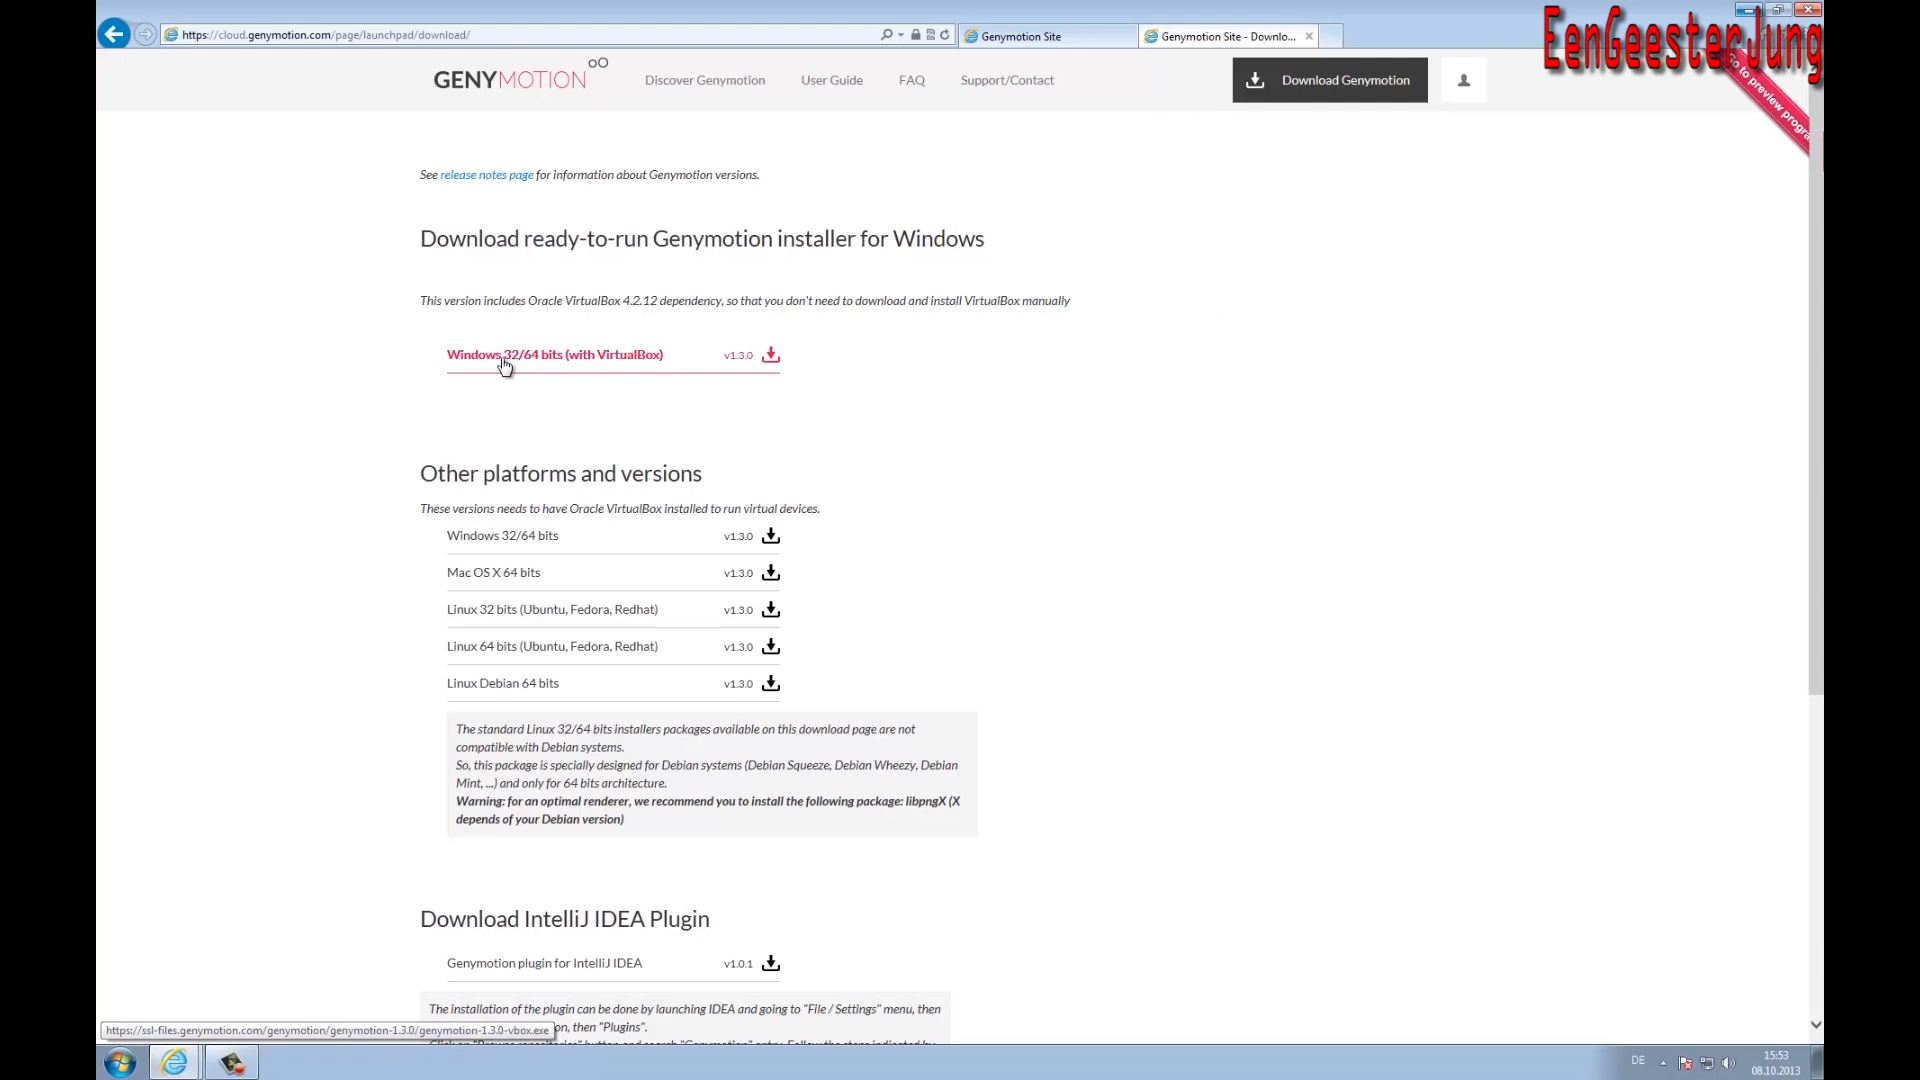 https://cloud.genymotion.com/page/launchpad/download/
Genymotion Site
Genymotion Site - Downlo...
EenGeesterJung
GENYMOTION
Discover Genymotion
User Guide
FAQ
Support/Contact
Download Genymotion
Go to preview progra
See release notes page for information about Genymotion versions.
Download ready-to-run Genymotion installer for Windows
This version includes Oracle VirtualBox 4.2.12 dependency, so that you don't need to download and install VirtualBox manually
Windows 32/64 bits (with VirtualBox) v1.3.0
Other platforms and versions
These versions needs to have Oracle VirtualBox installed to run virtual devices.
Windows 32/64 bits v1.3.0
Mac OS X 64 bits v1.3.0
Linux 32 bits (Ubuntu, Fedora, Redhat) v1.3.0
Linux 64 bits (Ubuntu, Fedora, Redhat) v1.3.0
Linux Debian 64 bits v1.3.0
The standard Linux 32/64 bits installers packages available on this download page are not
compatible with Debian systems.
So, this package is specially designed for Debian systems (Debian Squeeze, Debian Wheezy, Debian
Mint, ...) and only for 64 bits architecture.
Warning: for an optimal renderer, we recommend you to install the following package: libpngX (X
depends of your Debian version)
Download IntelliJ IDEA Plugin
Genymotion plugin for IntelliJ IDEA v1.0.1
The installation of the plugin can be done by launching IDEA and going to "File / Settings" menu, then
on, then "Plugins".
https://ssl-files.genymotion.com/genymotion/genymotion-1.3.0/genymotion-1.3.0-vbox.exe
DE
15:53
08.10.2013